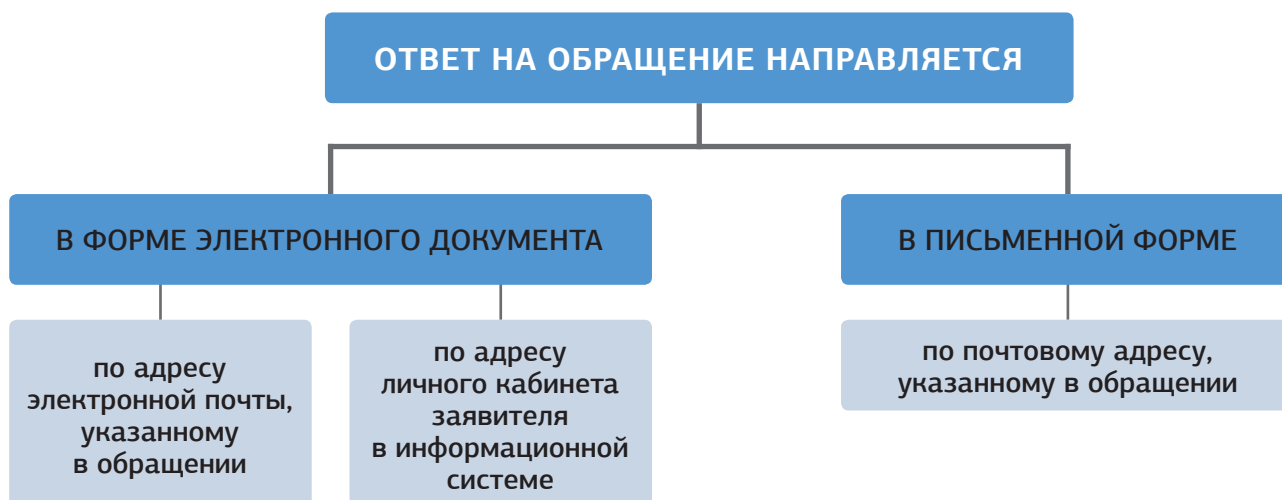 ОТВЕТ НА ОБРАЩЕНИЕ НАПРАВЛЯЕТСЯ
В ФОРМЕ ЭЛЕКТРОННОГО ДОКУМЕНТА
В ПИСЬМЕННОЙ ФОРМЕ
по адресу
электронной почты,
указанному
в обращении
по адресу
личного кабинета
заявителя
в информационной
системе
по почтовому адресу,
указанному в обращении